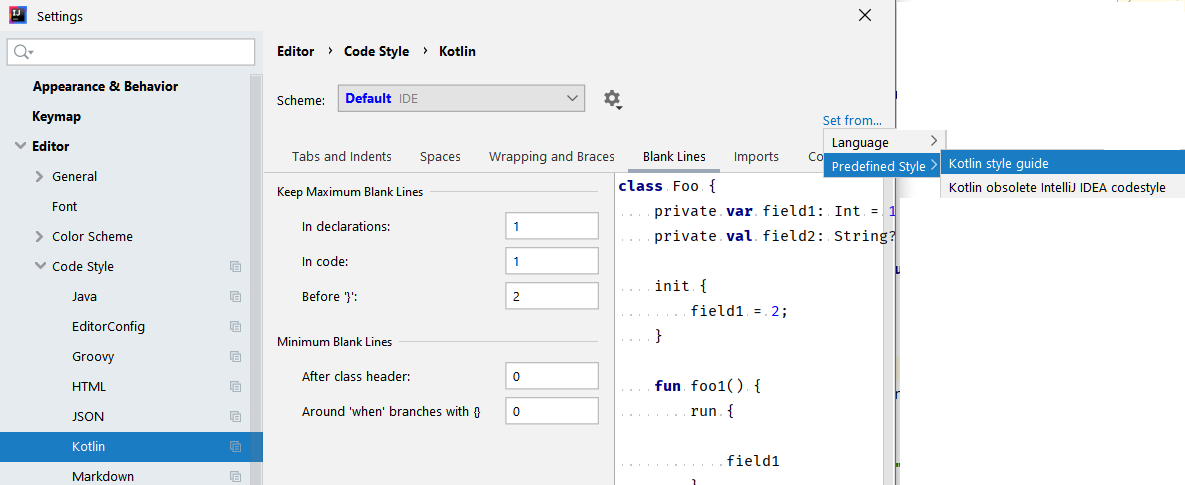 Settings
Appearance & Behavior
Keymap
Editor
General
Font
Color Scheme
Code Style
Java
EditorConfig
Groovy
HTML
JSON
Kotlin
Markdown
Editor › Code Style › Kotlin
Scheme: Default IDE
Set from...
Language
Predefined Style
Kotlin style guide
Kotlin obsolete IntelliJ IDEA codestyle
Tabs and Indents Spaces Wrapping and Braces Blank Lines Imports
Keep Maximum Blank Lines
In declarations: 1
In code: 1
Before '}': 2
Minimum Blank Lines
After class header: 0
Around 'when' branches with {} 0
class Foo {
private var field1: Int = 1
private val field2: String?
init {
field1 = 2;
}
fun foo1() {
run {
field1